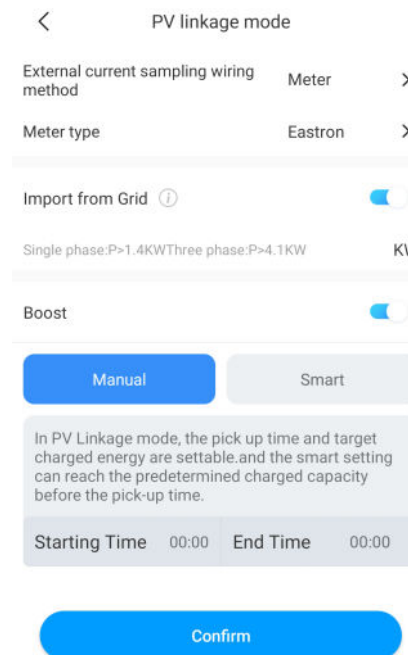 PV linkage mode
External current sampling wiring method Meter
Meter type Eastron
Import from Grid
Single phase:P>1.4KWThree phase:P>4.1KW
Boost
Manual Smart
In PV Linkage mode, the pick up time and target
charged energy are settable.and the smart setting
can reach the predetermined charged capacity
before the pick-up time.
Starting Time 00:00 End Time 00:00
Confirm